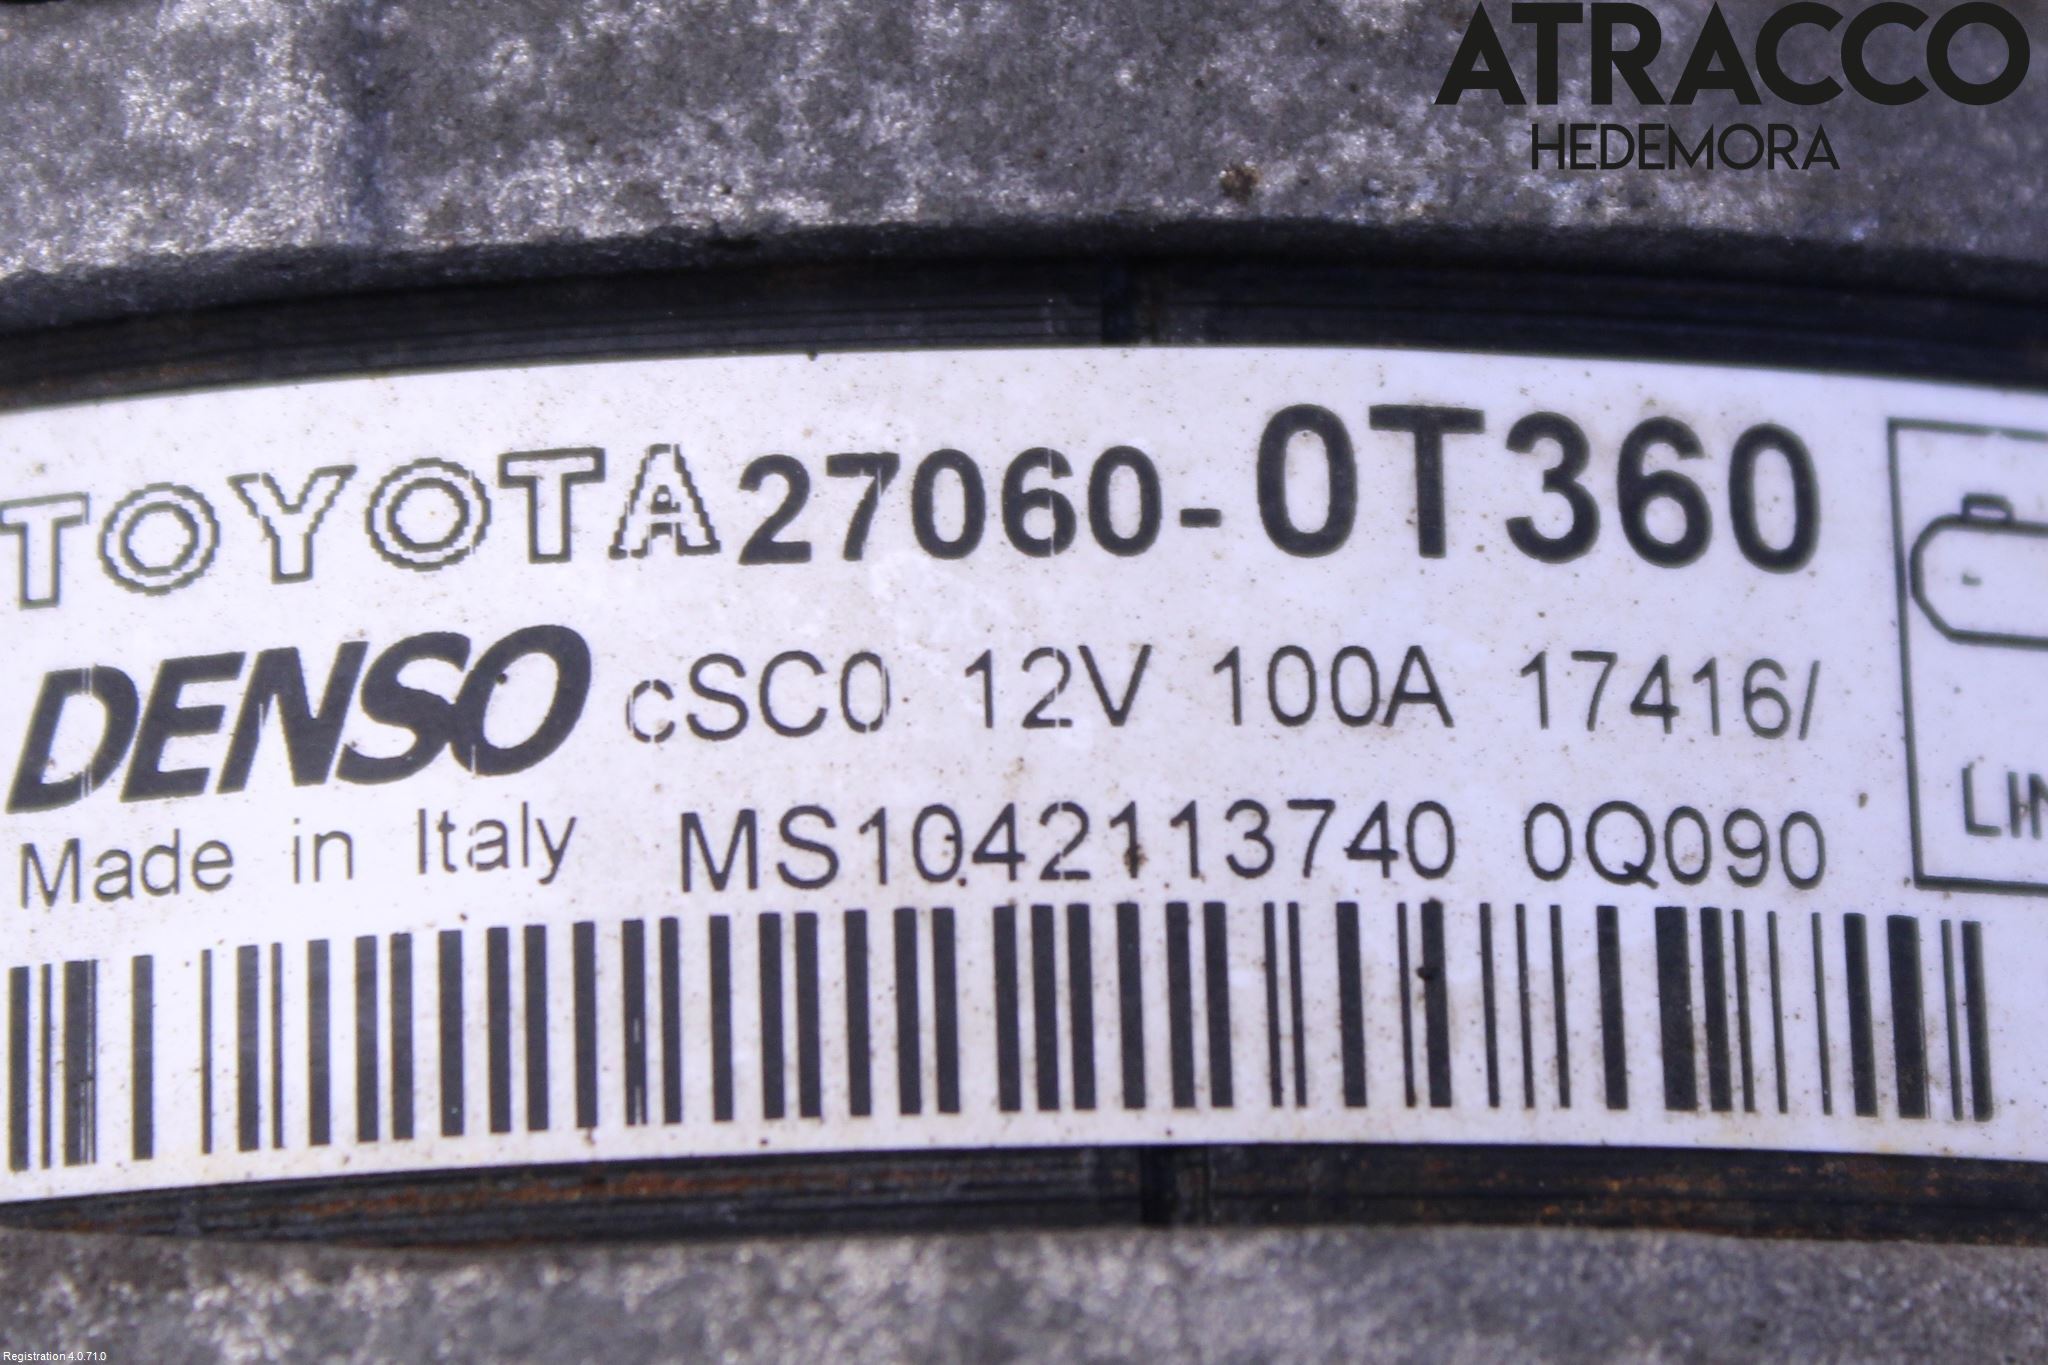 ATRACCO
HEDEMORA
TOYOTA 27060-0T360
DENSO cSC0 12V 100A 17416/
Made in Italy MS1042113740 0Q090
Registration 4.0.71.0